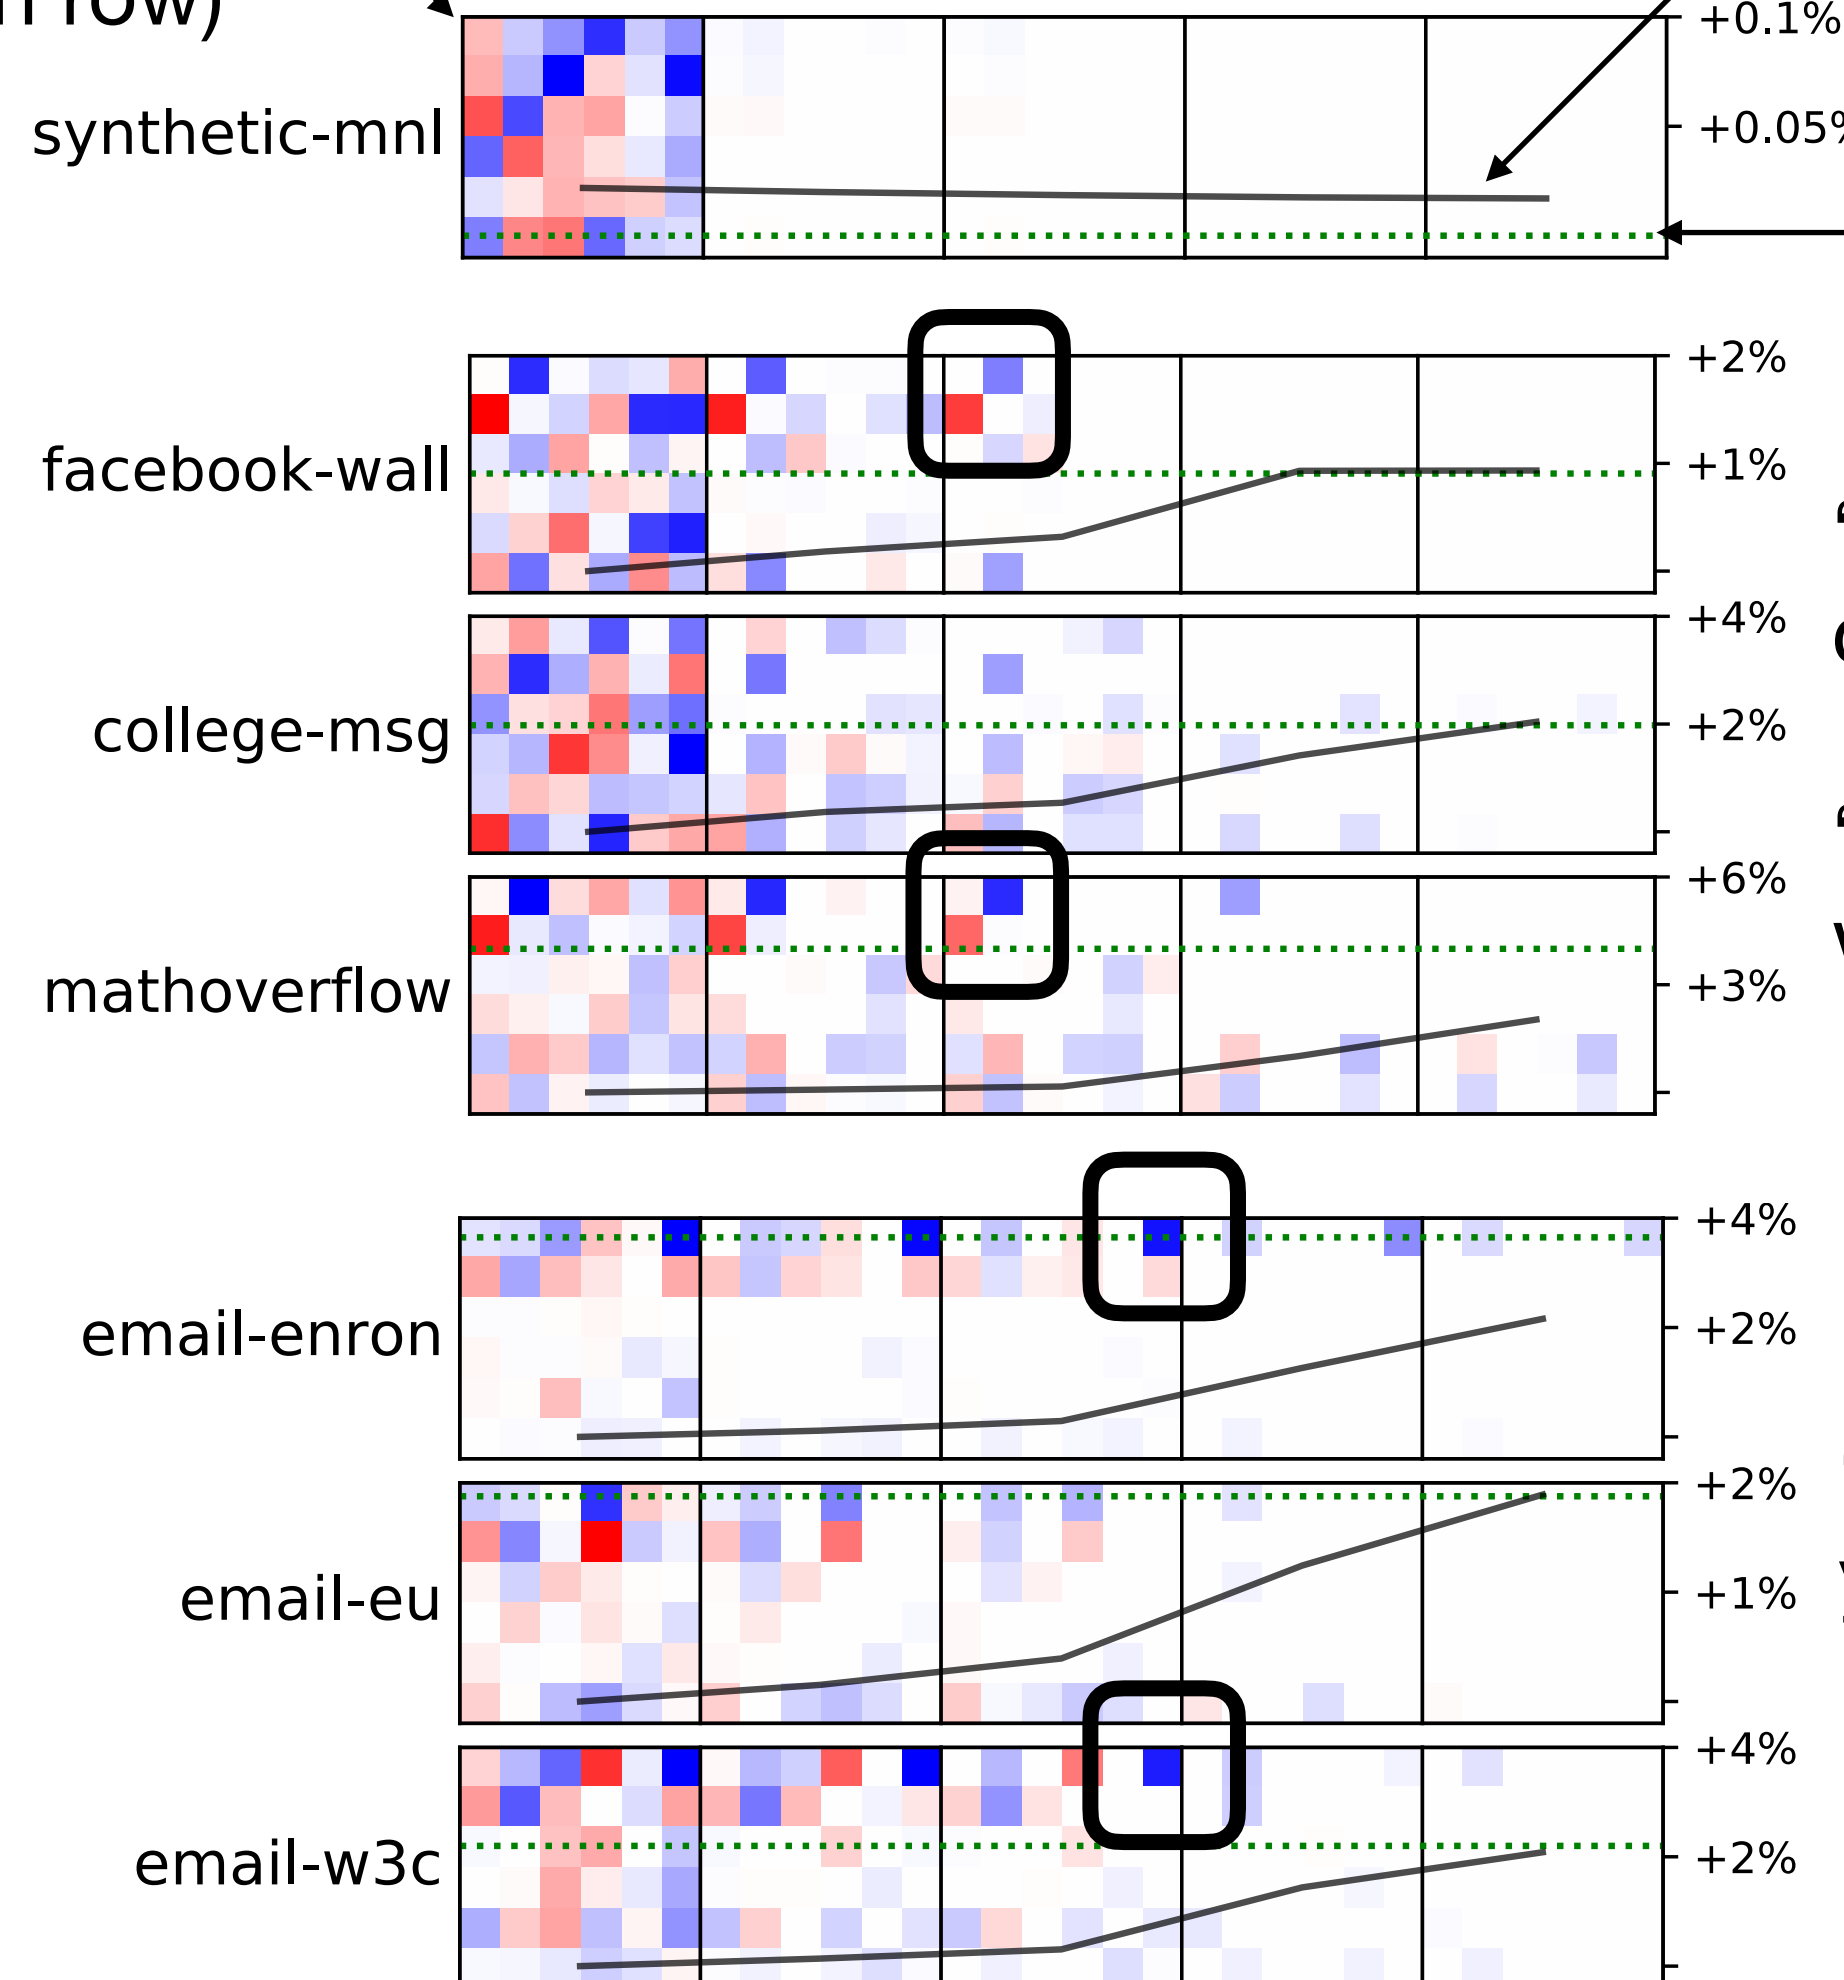 row)
+0.1%
synthetic-mnl
+0.05%
+2%
facebook-wall
+1%
+4%
college-msg
+2%
+6%
mathoverflow
+3%
+4%
email-enron
+2%
+2%
email-eu
+1%
+4%
email-w3c
+2%